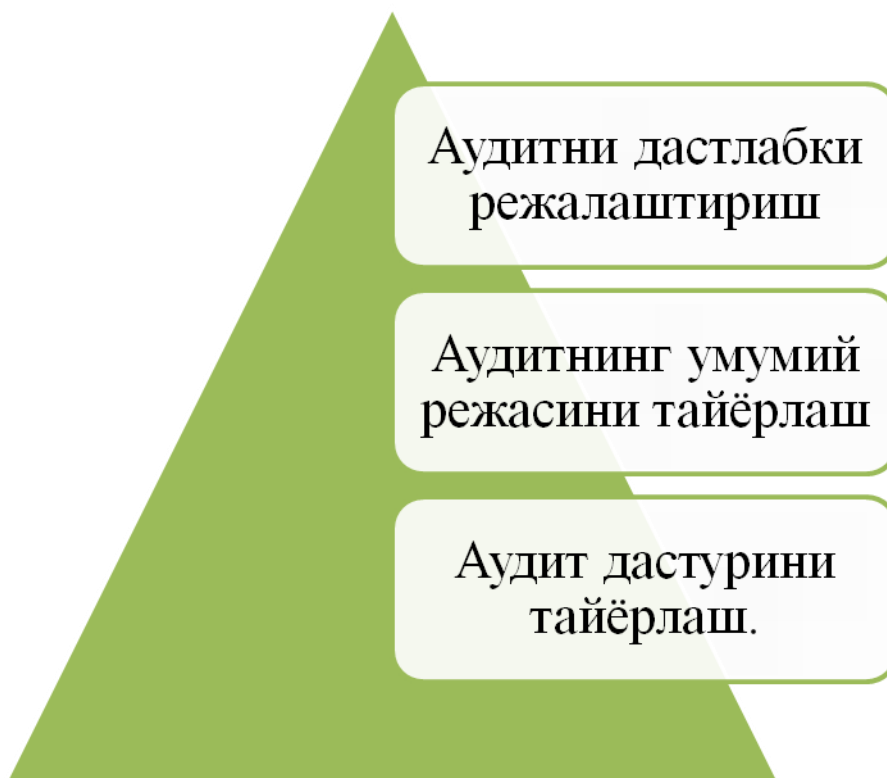 Аудитни дастлабки
режалаштириш
Аудитнинг умумий
режасини тайёрлаш
Аудит дастурини
тайёрлаш.